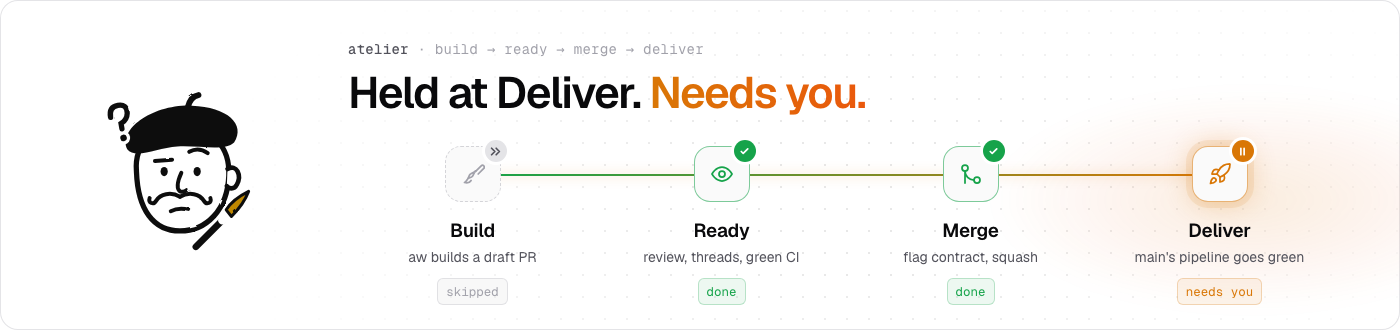 atelier · build → ready → merge → deliver
Held at Deliver. Needs you.
Build
Ready
Merge
Deliver
aw builds a draft PR
review, threads, green CI
flag contract, squash
main's pipeline goes green
skipped
done
done
needs you